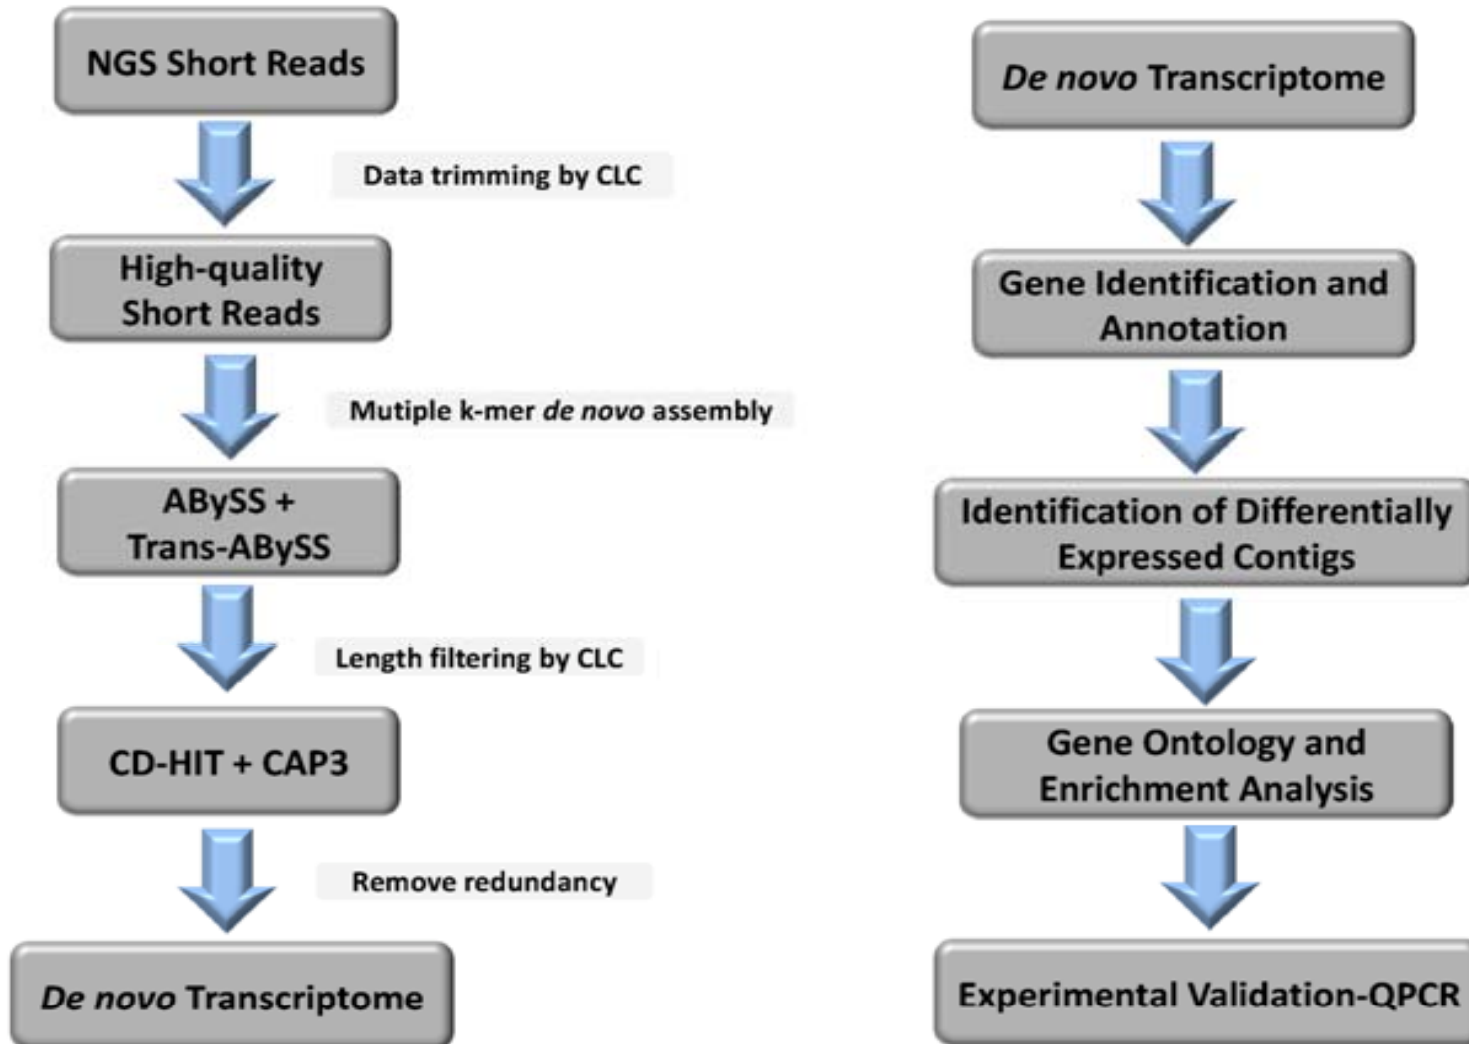 NGS Short Reads
Data trimming by CLC
High-quality
Short Reads
Mutiple k-mer de novo assembly
ABySS +
Trans-ABySS
Length filtering by CLC
CD-HIT + CAP3
Remove redundancy
De novo Transcriptome
De novo Transcriptome
Gene Identification and
Annotation
Identification of Differentially
Expressed Contigs
Gene Ontology and
Enrichment Analysis
Experimental Validation-QPCR